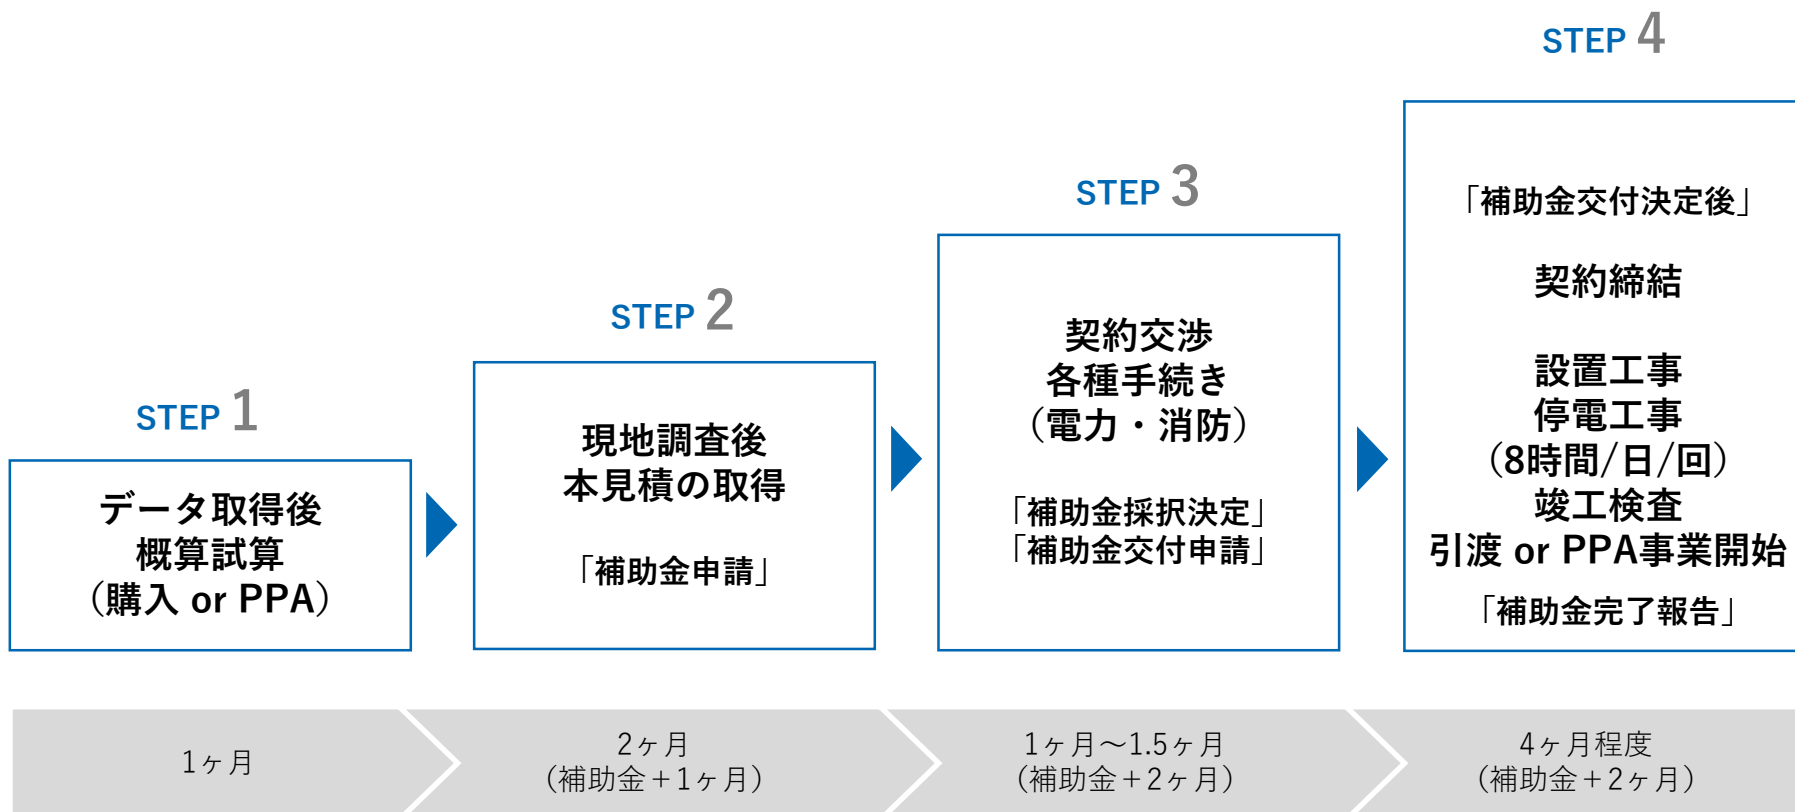 STEP 1
データ取得後
概算試算
（購入 or PPA）
STEP 2
現地調査後
本見積の取得
「補助金申請」
STEP 3
契約交渉
各種手続き
（電力・消防）
「補助金採択決定」
「補助金交付申請」
STEP 4
「補助金交付決定後」
契約締結
設置工事
停電工事
（8時間/日/回）
竣工検査
引渡 or PPA事業開始
「補助金完了報告」
1ヶ月
2ヶ月
（補助金＋1ヶ月）
1ヶ月～1.5ヶ月
（補助金＋2ヶ月）
4ヶ月程度
（補助金＋2ヶ月）